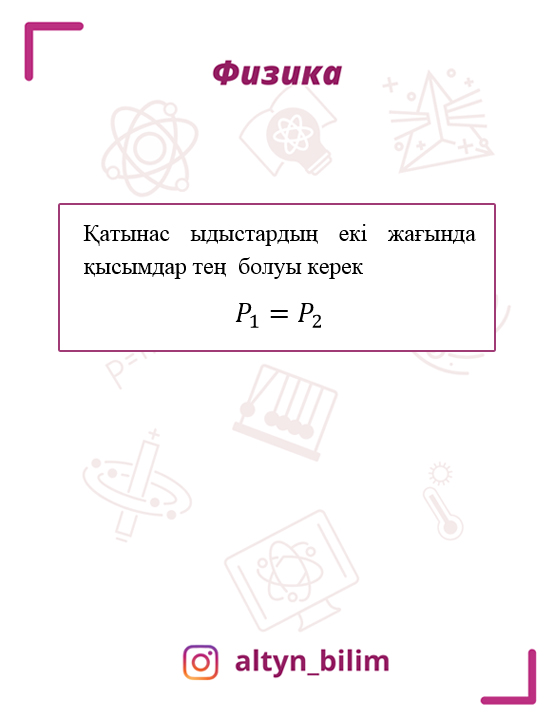 Физика
Қатынас ыдыстардың екі жағында
қысымдар тең болуы керек
P₁ = P₂
altyn_bilim